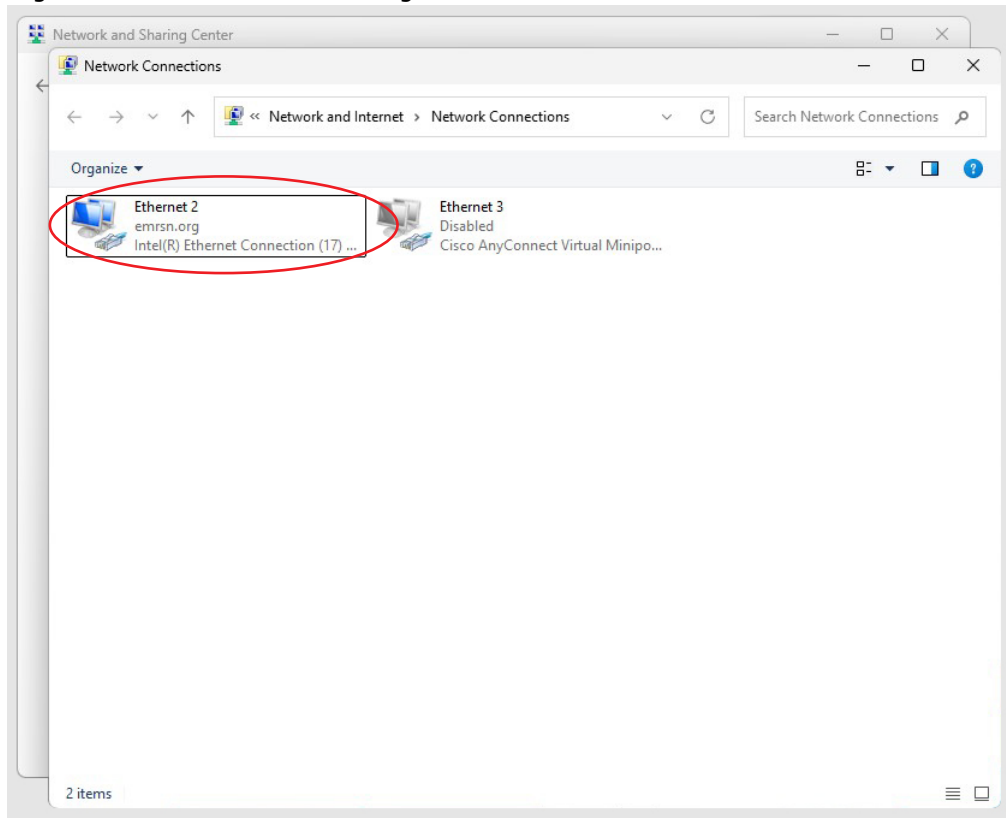 Network and Sharing Center
Network Connections
« Network and Internet > Network Connections
Search Network Connections
Organize
Ethernet 2
emrsn.org
Intel(R) Ethernet Connection (17) ...
Ethernet 3
Disabled
Cisco AnyConnect Virtual Minipo...
2 items